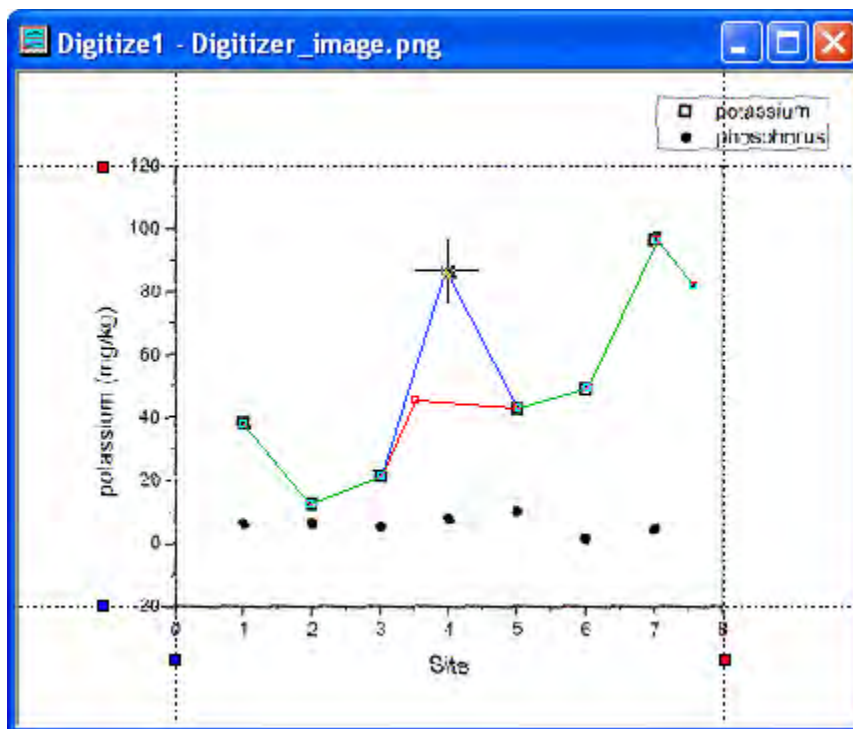 Digitize1 - Digitizer_image.png
potassium
phosphorus
120
100
80
60
40
20
0
20
potassium (mg/kg)
0 1 2 3 4 5 6 7 8
Site